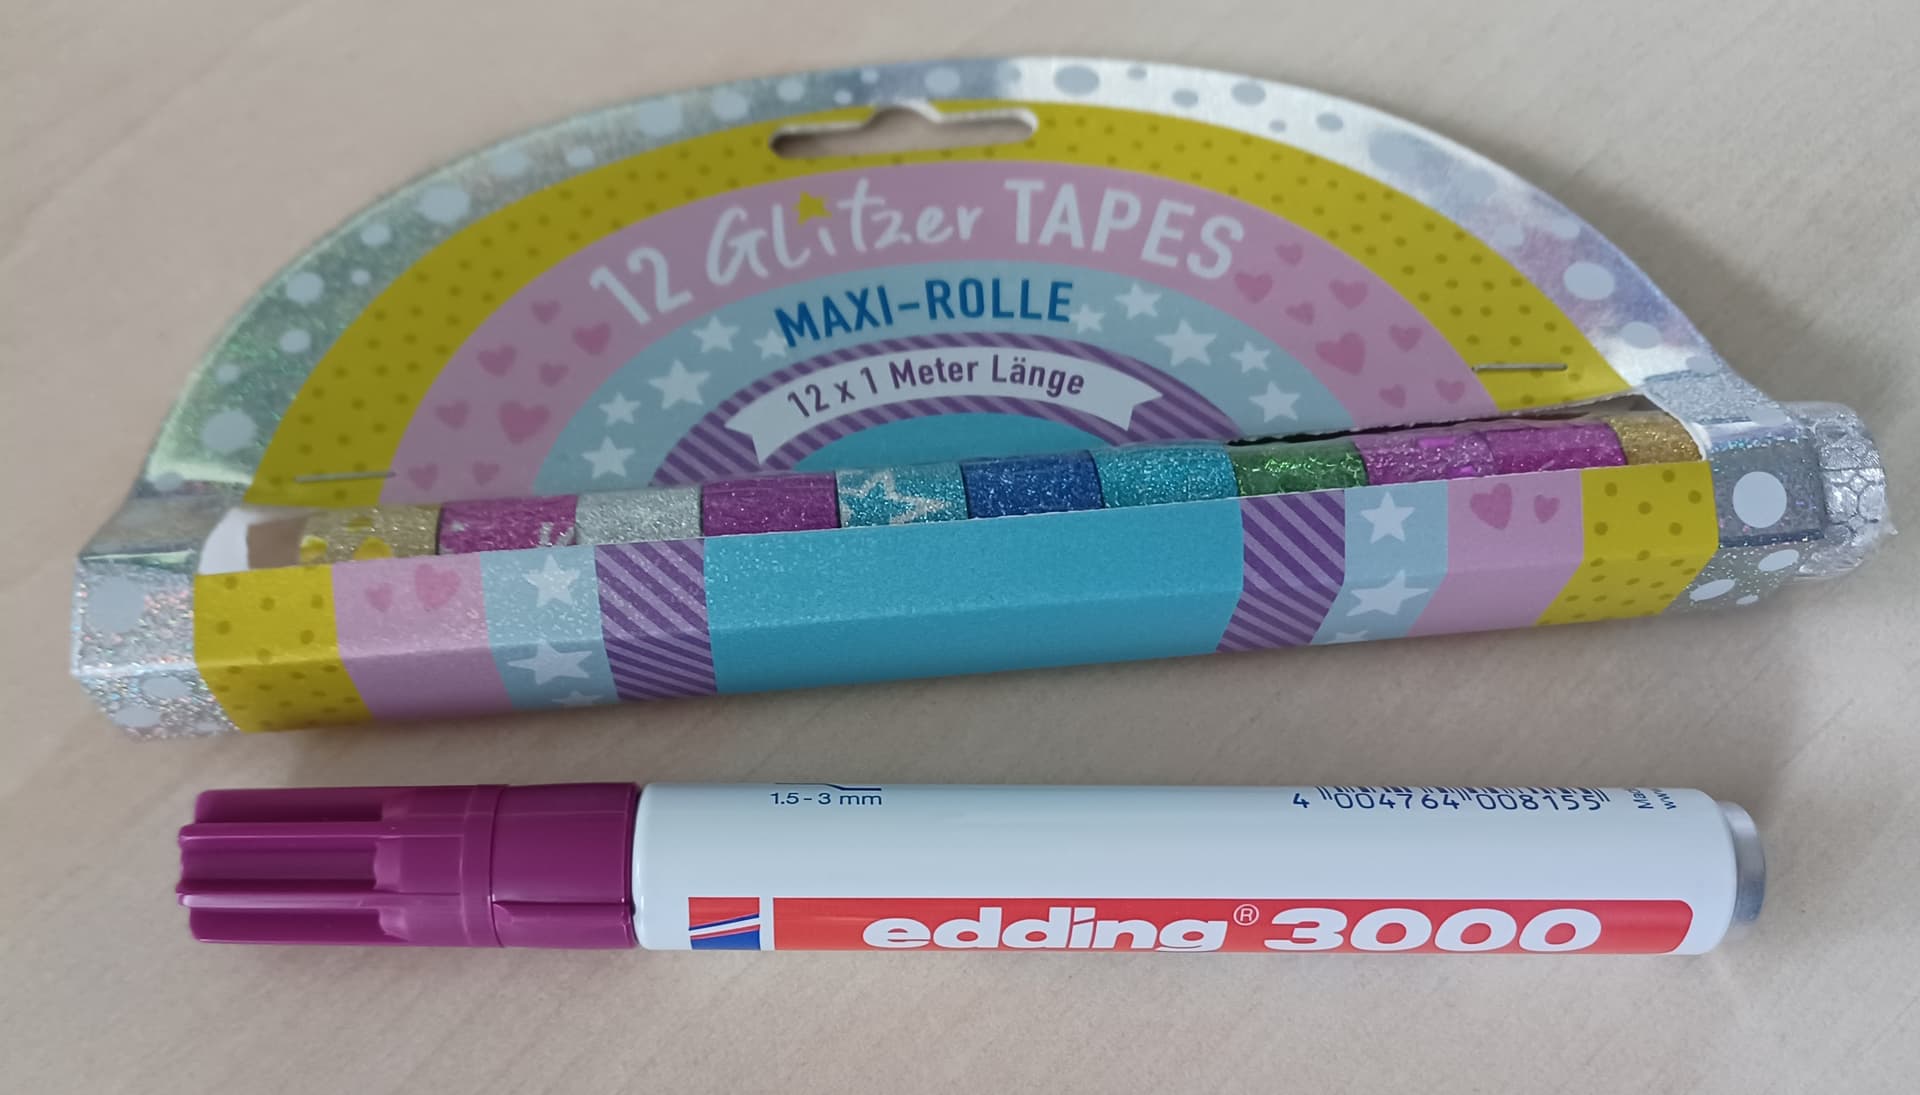 12 Glitzer TAPES
MAXI-ROLLE
12 x 1 Meter Länge
1.5 - 3 mm
4 004764 008155
edding® 3000